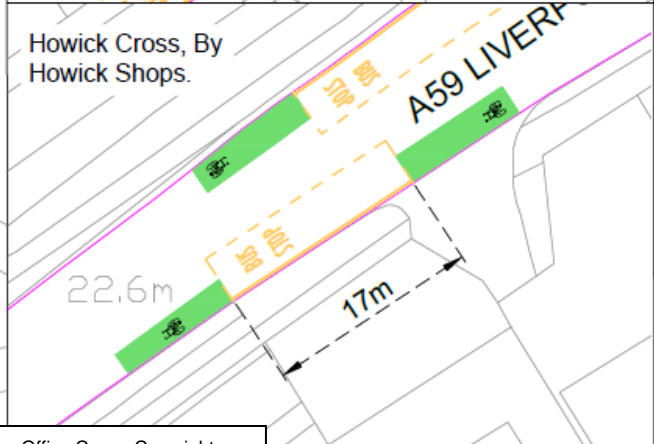 Howick Cross, By
Howick Shops.
A59 LIVERP
BUS
STOP
BUS
STOP
22.6m
17m